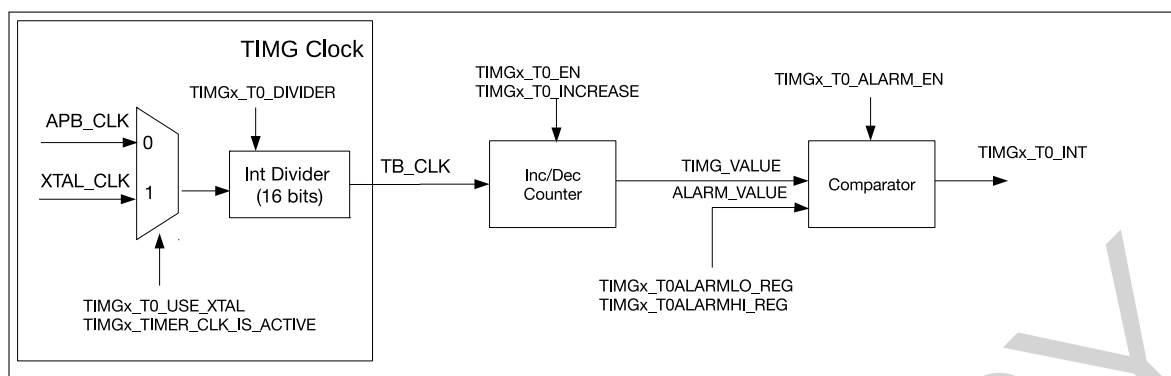 TIMG Clock
TIMGx_T0_DIVIDER
APB_CLK
0
XTAL_CLK
1
Int Divider
(16 bits)
TIMGx_T0_USE_XTAL
TIMGx_TIMER_CLK_IS_ACTIVE
TB_CLK
TIMGx_T0_EN
TIMGx_T0_INCREASE
Inc/Dec
Counter
TIMG_VALUE
ALARM_VALUE
TIMGx_T0ALARMLO_REG
TIMGx_T0ALARMHI_REG
TIMGx_T0_ALARM_EN
Comparator
TIMGx_T0_INT